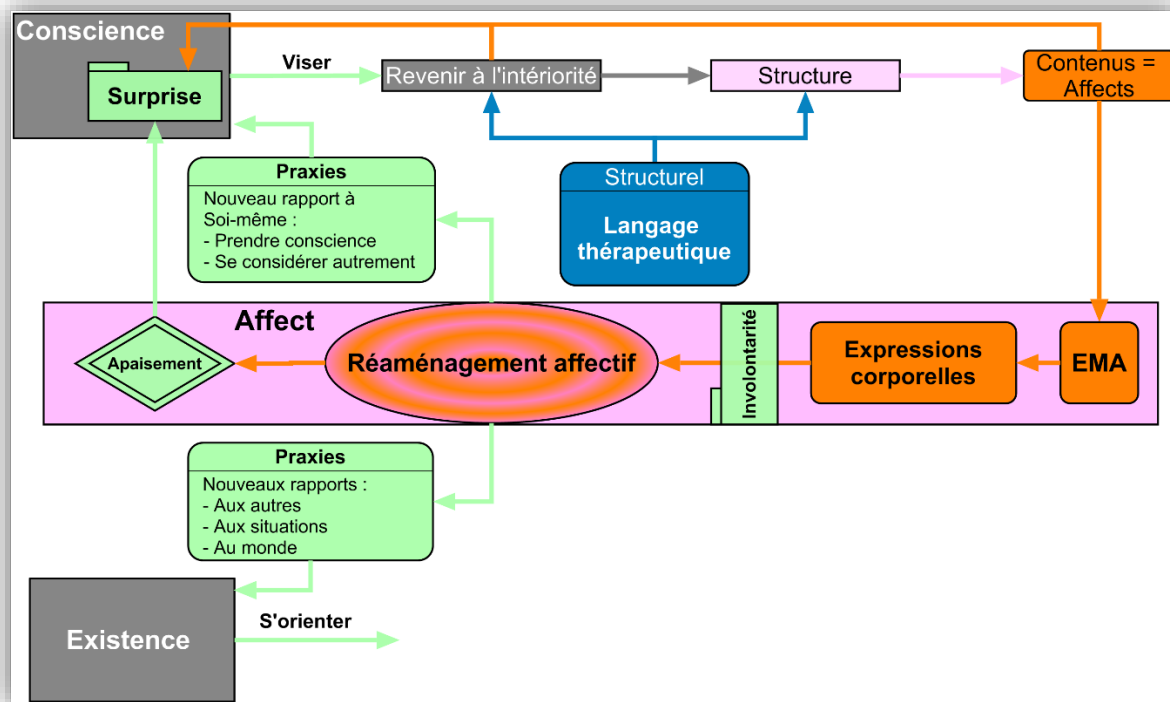 Conscience
Surprise
Viser
Revenir à l'intériorité
Structure
Contenus =
Affects
Praxies
Nouveau rapport à
Soi-même :
- Prendre conscience
- Se considérer autrement
Structurel
Langage
thérapeutique
Affect
Apaisement
Réaménagement affectif
Involontarité
Expressions
corporelles
EMA
Praxies
Nouveaux rapports :
- Aux autres
- Aux situations
- Au monde
Existence
S'orienter